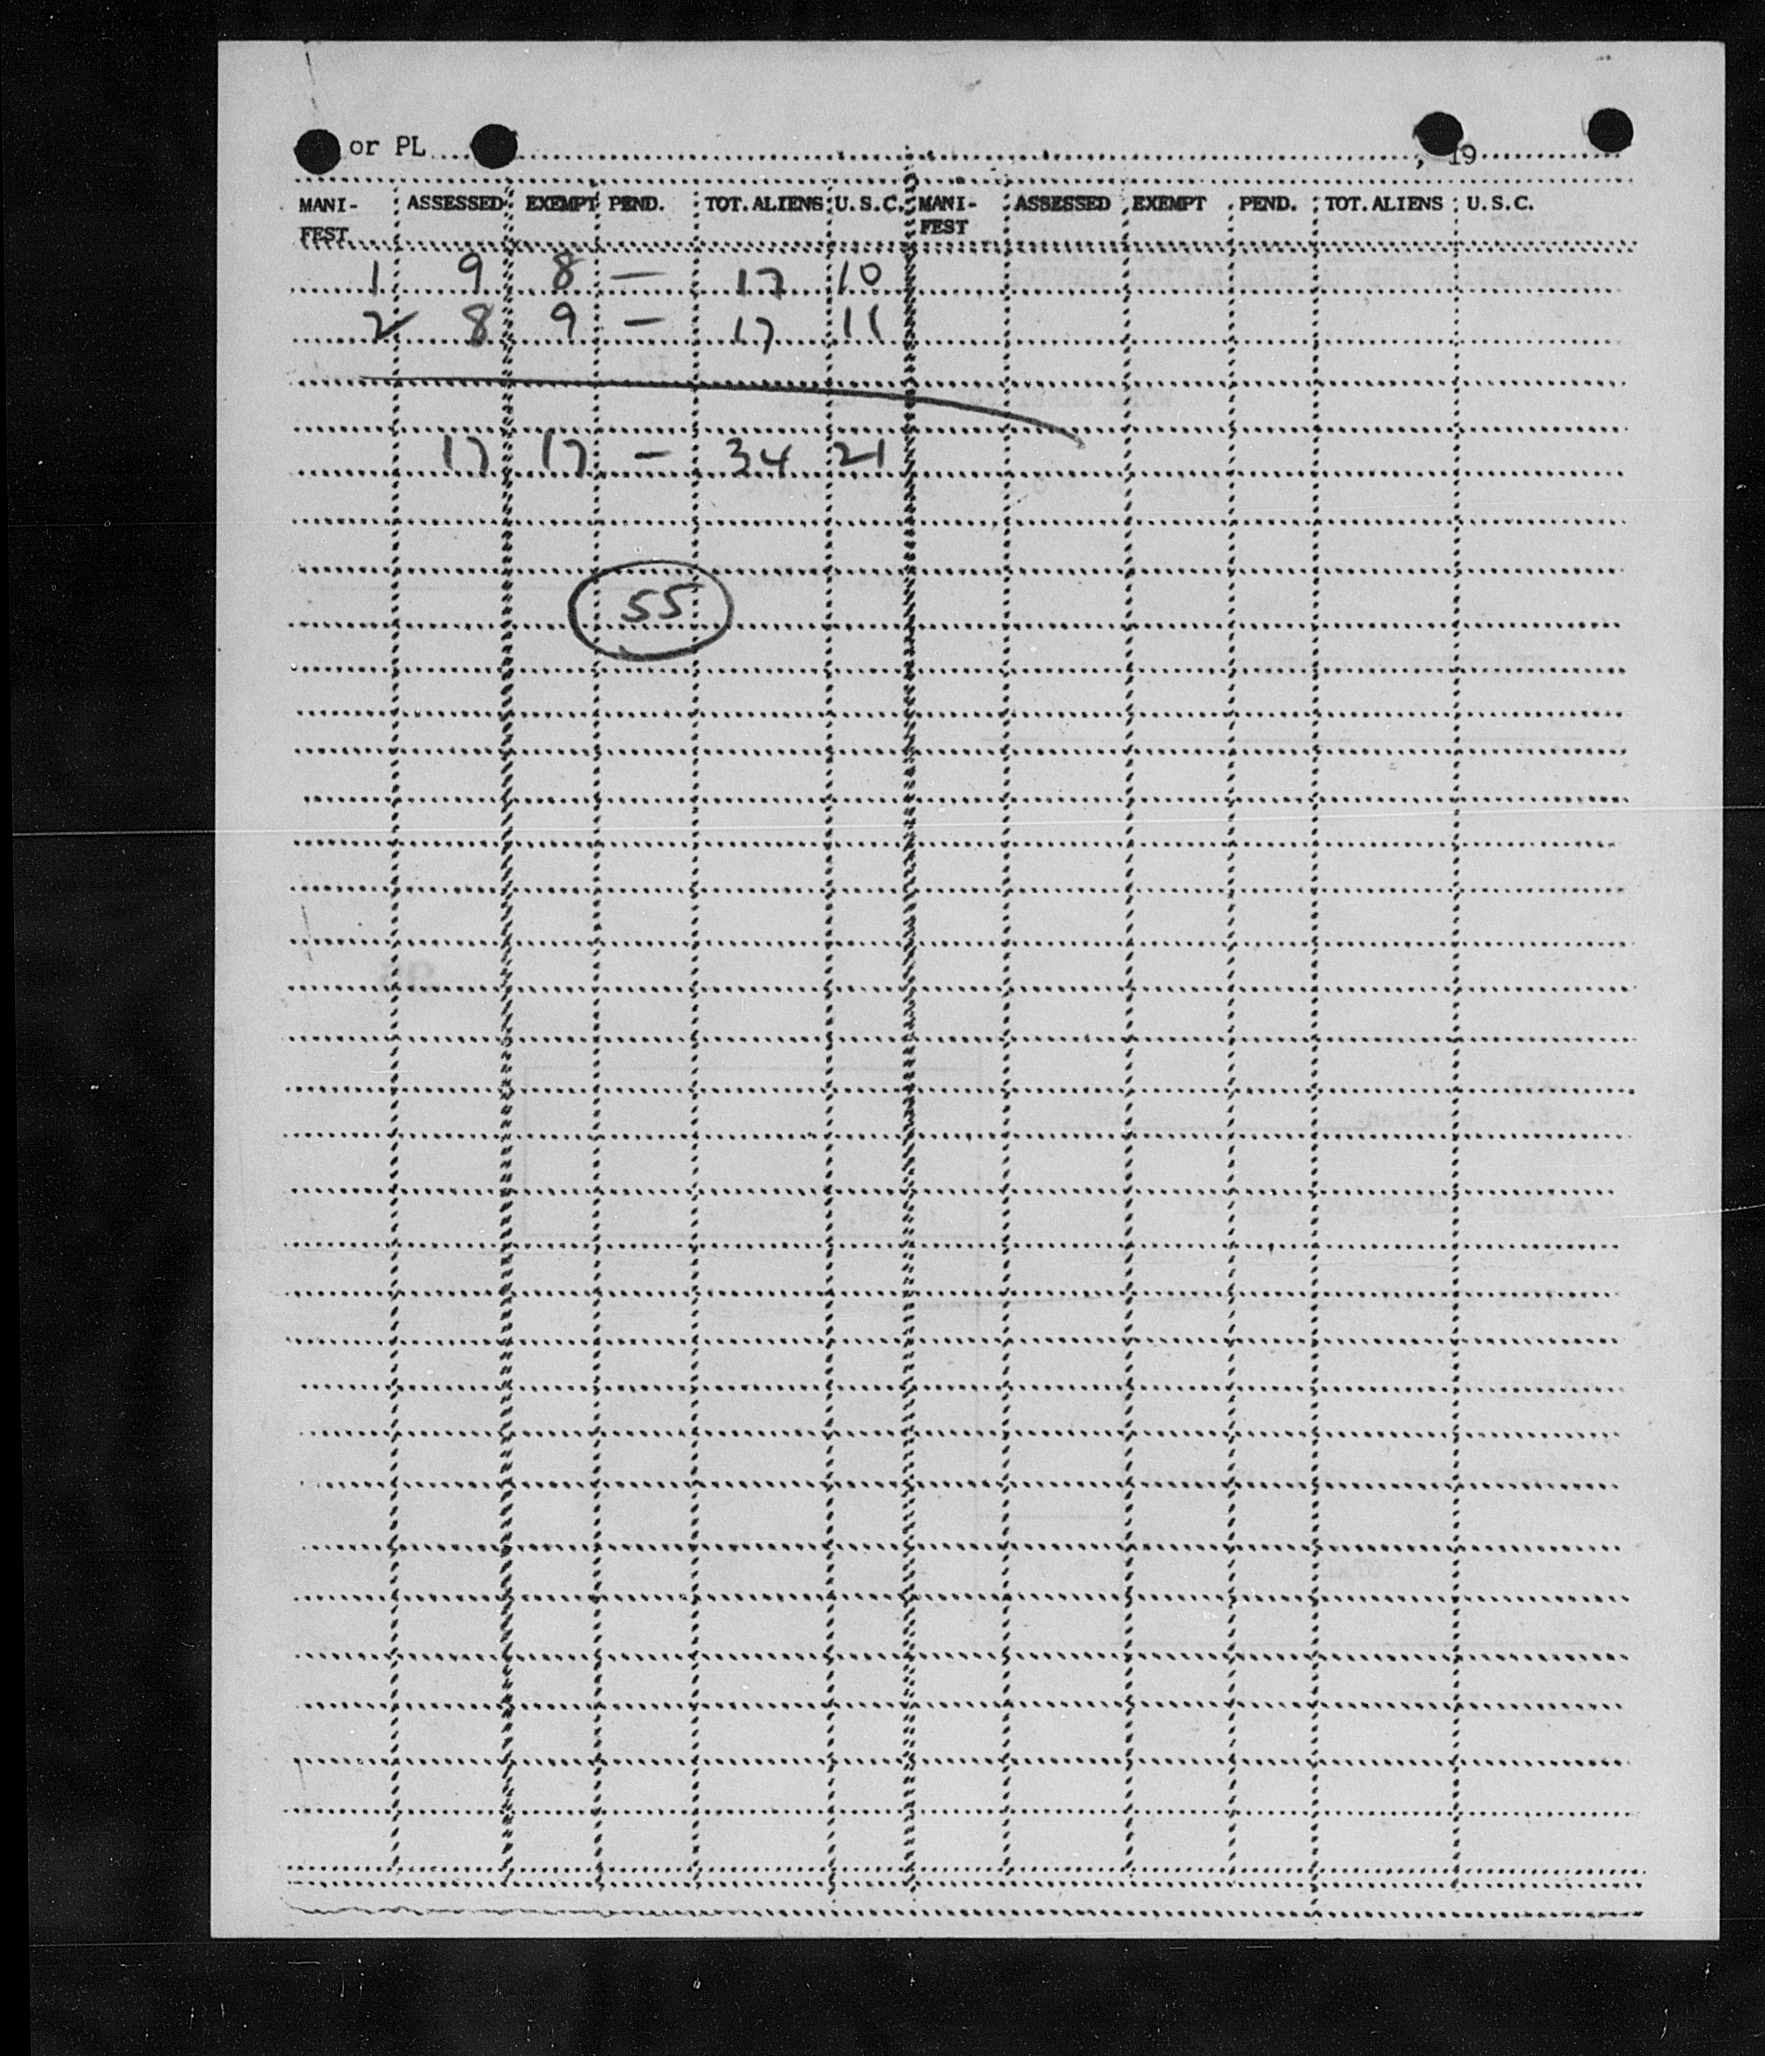 or PL , 19
MANI- ASSESSED EXEMPT PEND. TOT. ALIENS U. S. C. MANI- ASSESSED EXEMPT PEND. TOT. ALIENS U. S. C.
FEST FEST
1 9 8 — 17 10
2 8 9 — 17 11
17 17 — 34 21
55